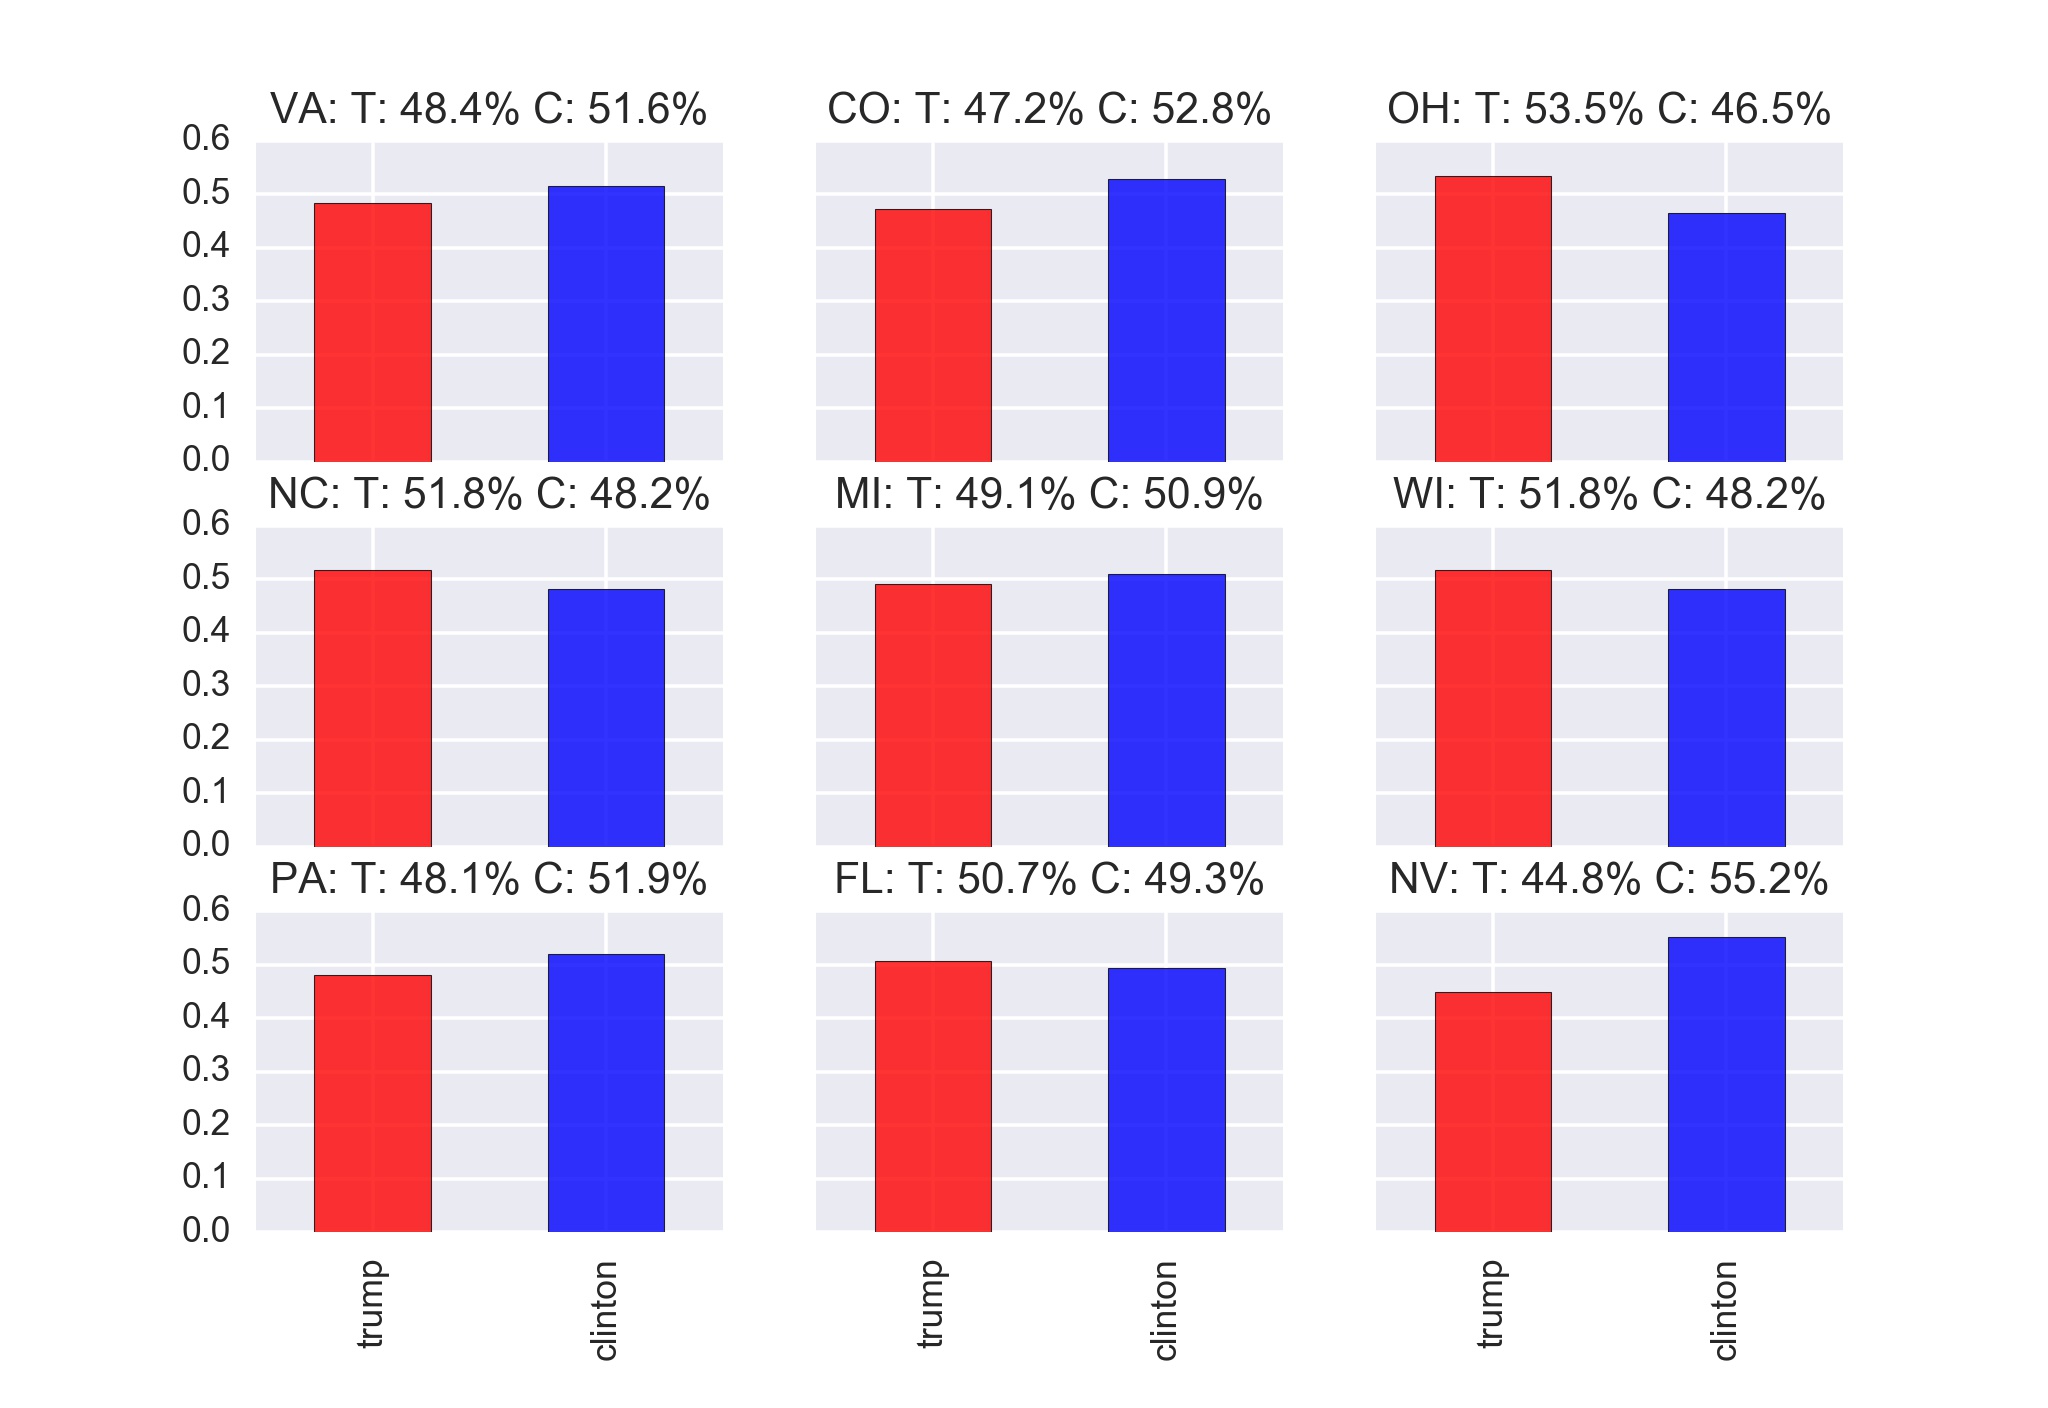 VA: T: 48.4% C: 51.6%
CO: T: 47.2% C: 52.8%
OH: T: 53.5% C: 46.5%
0.6
0.5
0.4
0.3
0.2
0.1
0.0
NC: T: 51.8% C: 48.2%
MI: T: 49.1% C: 50.9%
WI: T: 51.8% C: 48.2%
0.6
0.5
0.4
0.3
0.2
0.1
0.0
PA: T: 48.1% C: 51.9%
FL: T: 50.7% C: 49.3%
NV: T: 44.8% C: 55.2%
0.6
0.5
0.4
0.3
0.2
0.1
0.0
trump
clinton
trump
clinton
trump
clinton